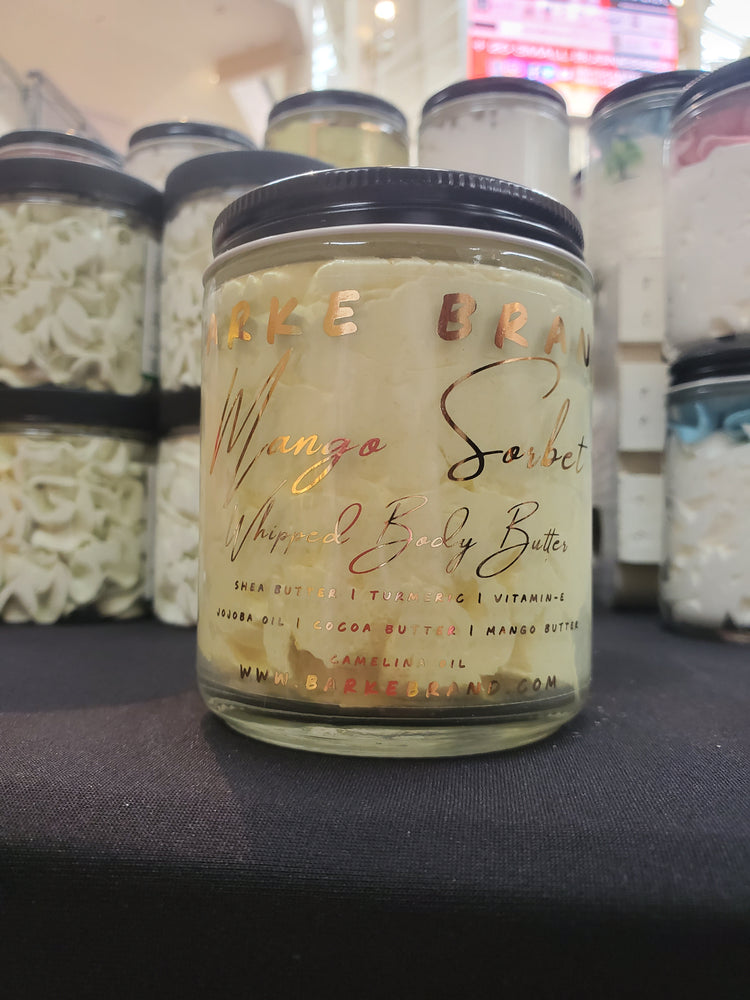 ARKE BRAN
Mango Sorbet
Whipped Body Butter
SHEA BUTTER | TURMERIC | VITAMIN-E
JOJOBA OIL | COCOA BUTTER | MANGO BUTTER
CAMELINA OIL
WWW.BARKEBRAND.COM